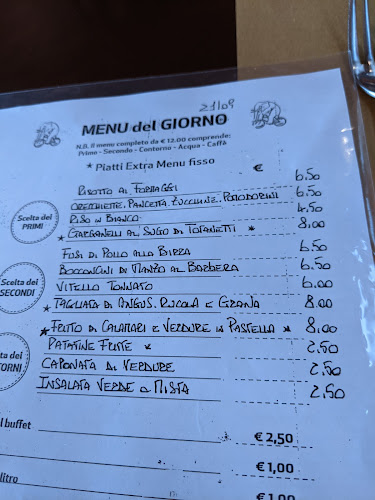 21/08
MENU del GIORNO
N.B. il menu completo da € 12.00 comprende:
Primo - Secondo - Contorno - Acqua - Caffè
* Piatti Extra Menu fisso
€
RISOTTO AI FORMAGGI 6.50
ORECCHIETTE, PANCETTA, ZUCCHINE, POMODORINI 6.50
Scelta dei PRIMI
RISO IN BIANCO 4.50
* GARGANELLI AL SUGO DI TOTANETTI * 8.00
FUSI DI POLLO ALLA BIRRA 6.50
BOCCONCINI DI MANZO AL BARBERA 6.50
Scelta dei SECONDI
VITELLO TONNATO 6.00
* TAGLIATA DI ANGUS, RUCOLA E GRANA 8.00
* FRITTO DI CALAMARI E VERDURE IN PASTELLA * 8.00
PATATINE FRITTE * 2.50
ta dei TORNI
CAPONATA DI VERDURE 2.50
INSALATA VERDE O MISTA 2.50
l buffet € 2,50
€ 1,00
litro € 1,00